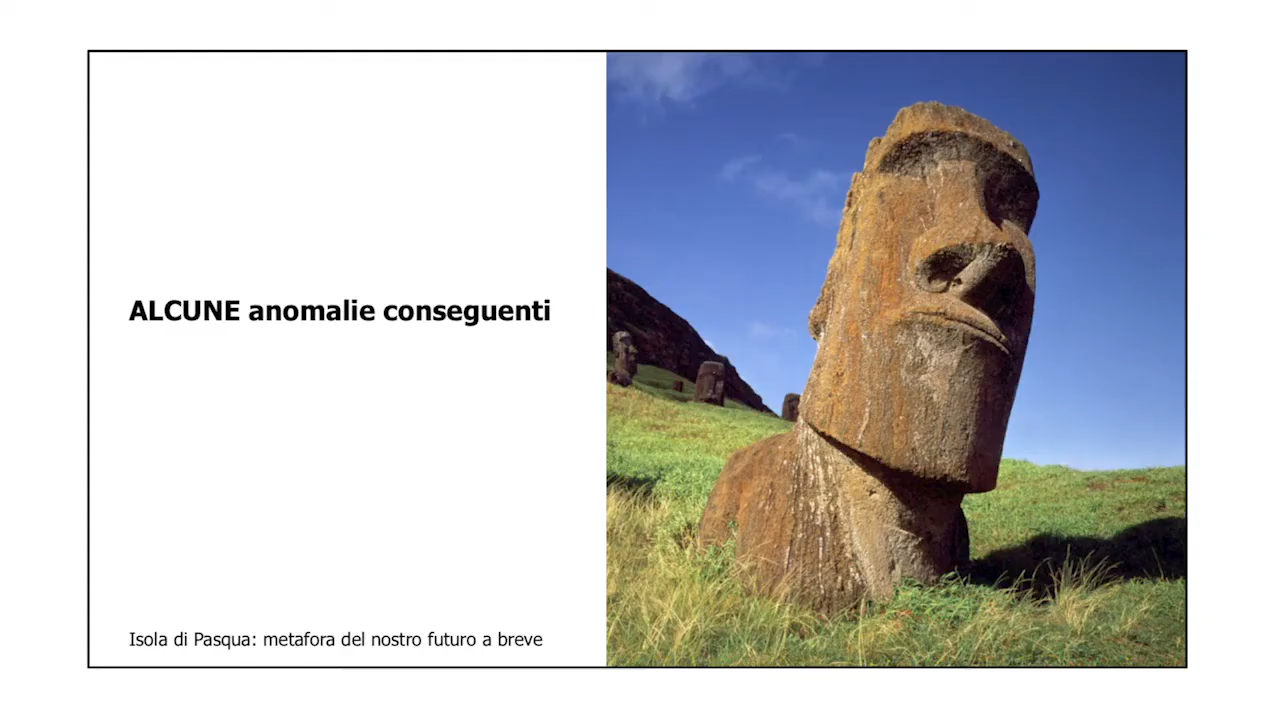 ALCUNE anomalie conseguenti
Isola di Pasqua: metafora del nostro futuro a breve